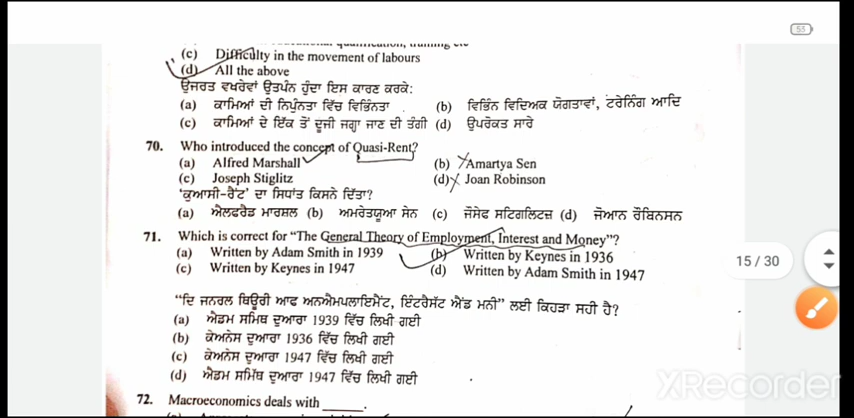 53
qualification, training etc
(c) Difficulty in the movement of labours
(d) All the above
ਉਜਰਤ ਵਖਰੇਵਾਂ ਉਤਪੰਨ ਹੁੰਦਾ ਇਸ ਕਾਰਣ ਕਰਕੇ:
(a) ਕਾਮਿਆਂ ਦੀ ਨਿਪੁੰਨਤਾ ਵਿੱਚ ਵਿਭਿੰਨਤਾ (b) ਵਿਭਿੰਨ ਵਿਦਿਅਕ ਯੋਗਤਾਵਾਂ, ਟਰੇਨਿੰਗ ਆਦਿ
(c) ਕਾਮਿਆਂ ਦੇ ਇੱਕ ਤੋਂ ਦੂਜੀ ਜਗ੍ਹਾ ਜਾਣ ਦੀ ਤੰਗੀ (d) ਉਪਰੋਕਤ ਸਾਰੇ
70. Who introduced the concept of Quasi-Rent?
(a) Alfred Marshall (b) Amartya Sen
(c) Joseph Stiglitz (d) Joan Robinson
'ਕੁਆਸੀ-ਰੈਂਟ' ਦਾ ਸਿਧਾਂਤ ਕਿਸਨੇ ਦਿੱਤਾ?
(a) ਐਲਫਰੈਡ ਮਾਰਸ਼ਲ (b) ਅਮਰੇਤਯੂਆ ਸੇਨ (c) ਜੌਸੇਫ ਸਟਿਗਲਿਟਜ਼ (d) ਜੋਆਨ ਰੌਬਿਨਸਨ
71. Which is correct for "The General Theory of Employment, Interest and Money"?
(a) Written by Adam Smith in 1939 (b) Written by Keynes in 1936
(c) Written by Keynes in 1947 (d) Written by Adam Smith in 1947
15 / 30
"ਦਿ ਜਨਰਲ ਥਿਊਰੀ ਆਫ ਅਨਐਮਪਲਾਇਮੈਂਟ, ਇੰਟਰੈਸੱਟ ਐਂਡ ਮਨੀ" ਲਈ ਕਿਹੜਾ ਸਹੀ ਹੈ?
(a) ਐਡਮ ਸਮਿਥ ਦੁਆਰਾ 1939 ਵਿੱਚ ਲਿਖੀ ਗਈ
(b) ਕੇਅਨੇਸ ਦੁਆਰਾ 1936 ਵਿੱਚ ਲਿਖੀ ਗਈ
(c) ਕੇਅਨੇਸ ਦੁਆਰਾ 1947 ਵਿੱਚ ਲਿਖੀ ਗਈ
(d) ਐਡਮ ਸਮਿੱਥ ਦੁਆਰਾ 1947 ਵਿੱਚ ਲਿਖੀ ਗਈ
XRecorder
72. Macroeconomics deals with ______.